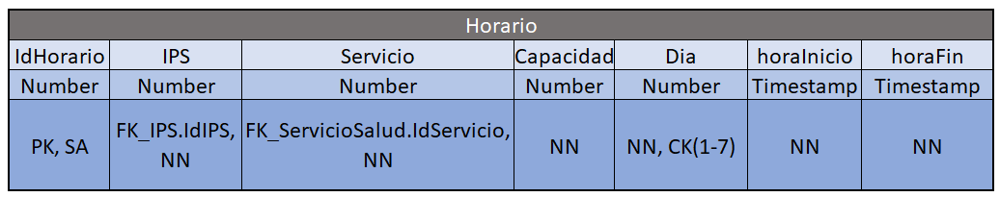 Horario
IdHorario IPS Servicio Capacidad Dia horaInicio horaFin
Number Number Number Number Number Timestamp Timestamp
PK, SA FK_IPS.IdIPS, NN FK_ServicioSalud.IdServicio, NN NN NN, CK(1-7) NN NN